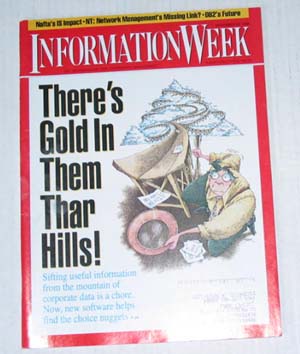 Nafta's IS Impact • NT: Network Management's Missing Link? • DB2's Future
INFORMATIONWEEK
There's
Gold In
Them
Thar
Hills!
Sifting useful information
from the mountain of
corporate data is a chore.
Now, new software helps
find the choice nuggets